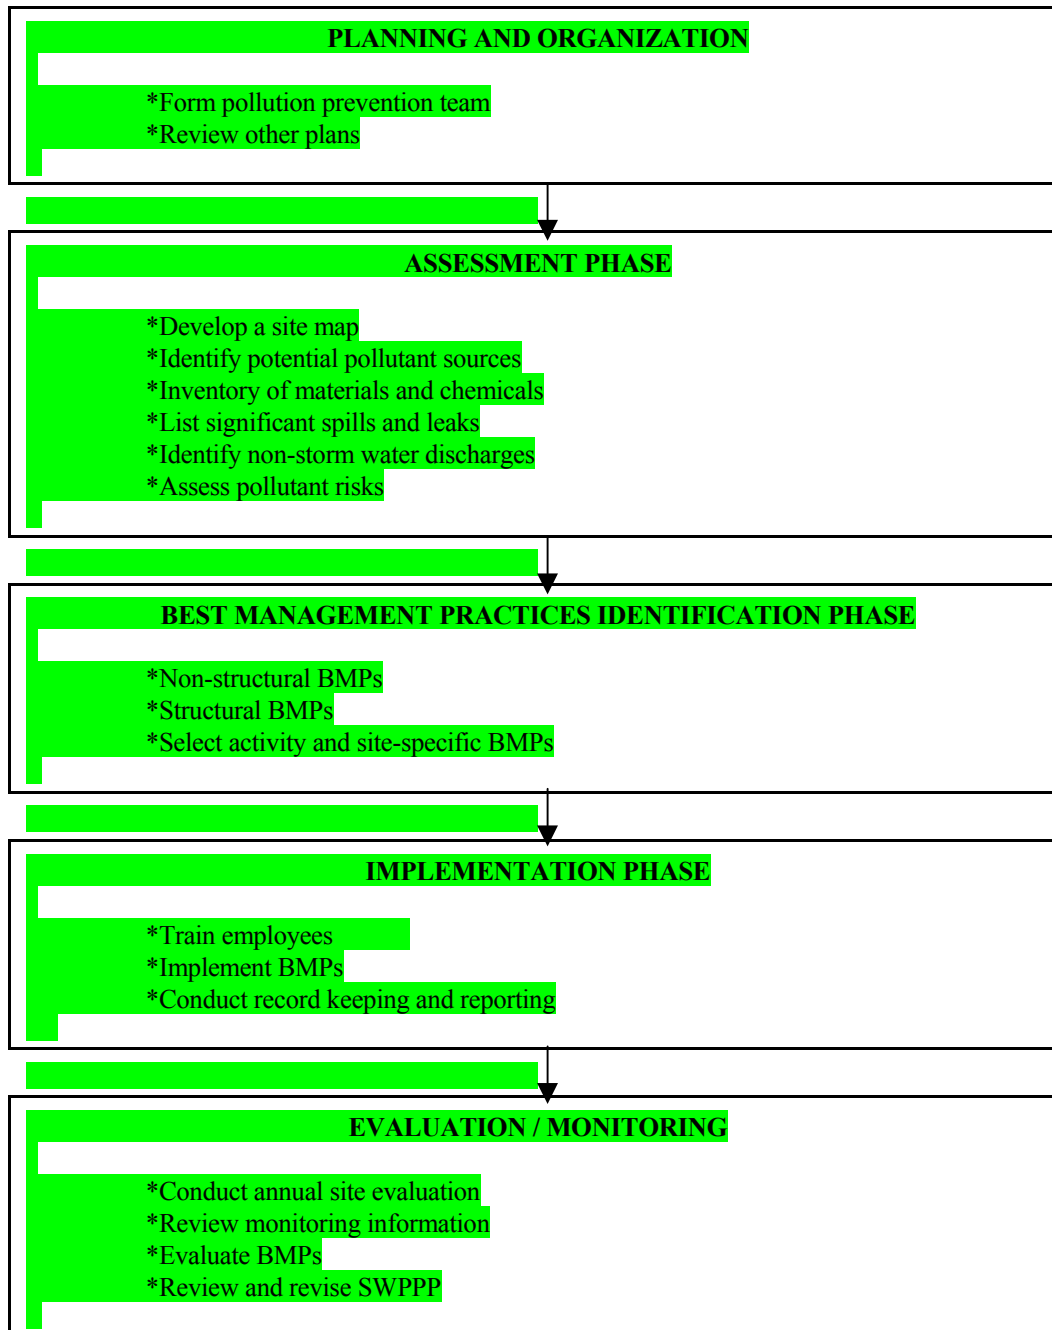 PLANNING AND ORGANIZATION
*Form pollution prevention team
*Review other plans
ASSESSMENT PHASE
*Develop a site map
*Identify potential pollutant sources
*Inventory of materials and chemicals
*List significant spills and leaks
*Identify non-storm water discharges
*Assess pollutant risks
BEST MANAGEMENT PRACTICES IDENTIFICATION PHASE
*Non-structural BMPs
*Structural BMPs
*Select activity and site-specific BMPs
IMPLEMENTATION PHASE
*Train employees
*Implement BMPs
*Conduct record keeping and reporting
EVALUATION / MONITORING
*Conduct annual site evaluation
*Review monitoring information
*Evaluate BMPs
*Review and revise SWPPP